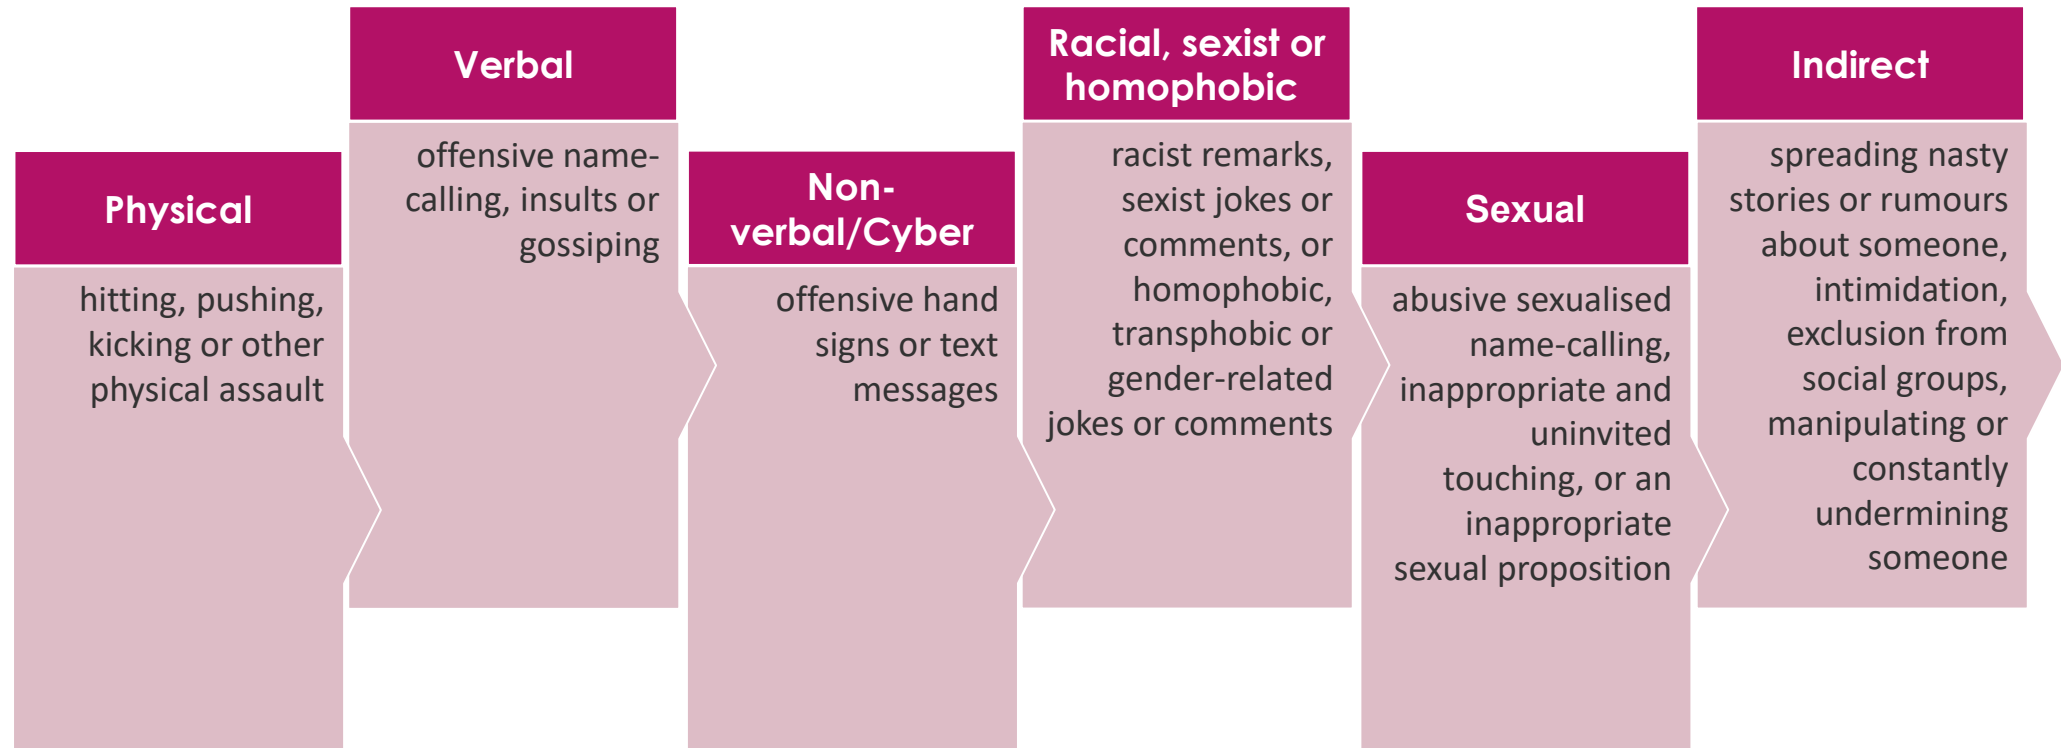 Physical
hitting, pushing,
kicking or other
physical assault
Verbal
offensive name-
calling, insults or
gossiping
Non-
verbal/Cyber
offensive hand
signs or text
messages
Racial, sexist or
homophobic
racist remarks,
sexist jokes or
comments, or
homophobic,
transphobic or
gender-related
jokes or comments
Sexual
abusive sexualised
name-calling,
inappropriate and
uninvited
touching, or an
inappropriate
sexual proposition
Indirect
spreading nasty
stories or rumours
about someone,
intimidation,
exclusion from
social groups,
manipulating or
constantly
undermining
someone